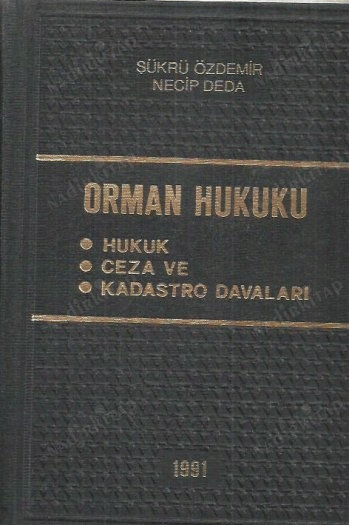 ŞÜKRÜ ÖZDEMİR
NECİP DEDA
ORMAN HUKUKU
● HUKUK
● CEZA VE
● KADASTRO DAVALARI
1991